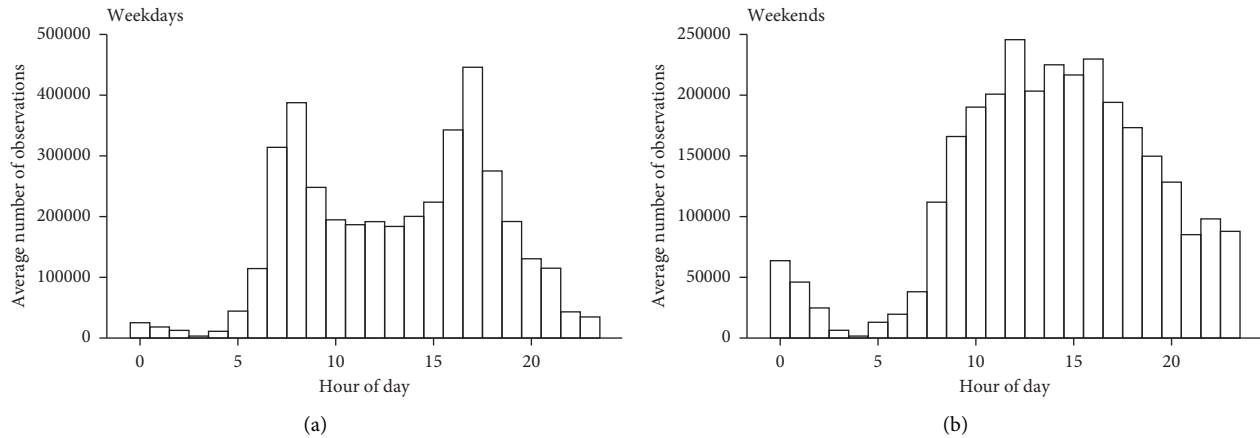 Weekdays
500000
400000
300000
200000
100000
0
Average number of observations
0 5 10 15 20
Hour of day
(a)
Weekends
250000
200000
150000
100000
50000
0
Average number of observations
0 5 10 15 20
Hour of day
(b)